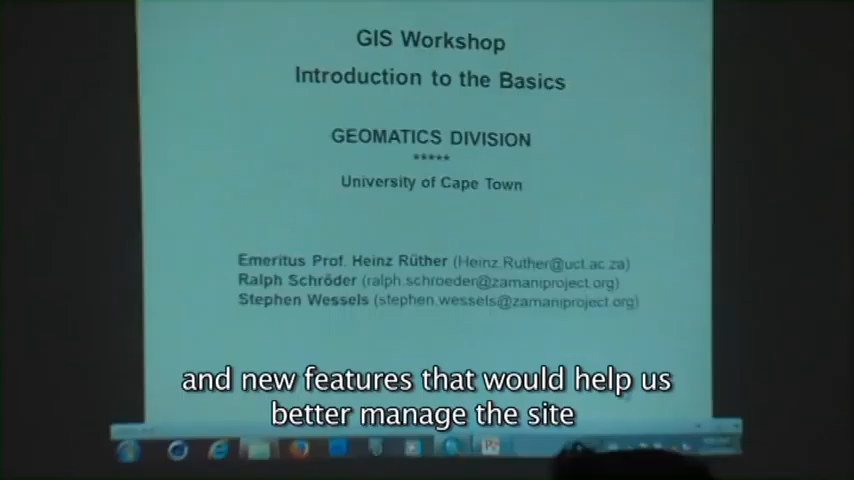 GIS Workshop
Introduction to the Basics
GEOMATICS DIVISION
*****
University of Cape Town
Emeritus Prof. Heinz Rüther (Heinz.Ruther@uct.ac.za)
Ralph Schröder (ralph.schroeder@zamaniproject.org)
Stephen Wessels (stephen.wessels@zamaniproject.org)
and new features that would help us
better manage the site